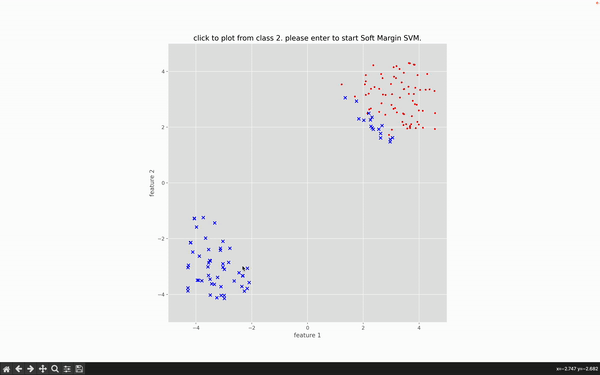 click to plot from class 2. please enter to start Soft Margin SVM.
4
2
0
−2
−4
feature 2
−4 −2 0 2 4
feature 1
x=-2.747 y=-2.682